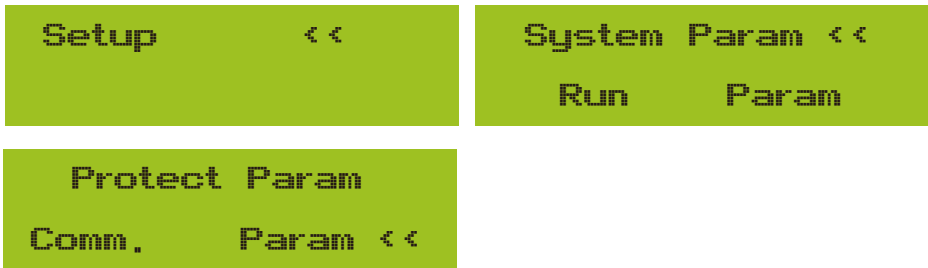 Setup <<
System Param <<
Run Param
Protect Param
Comm. Param <<